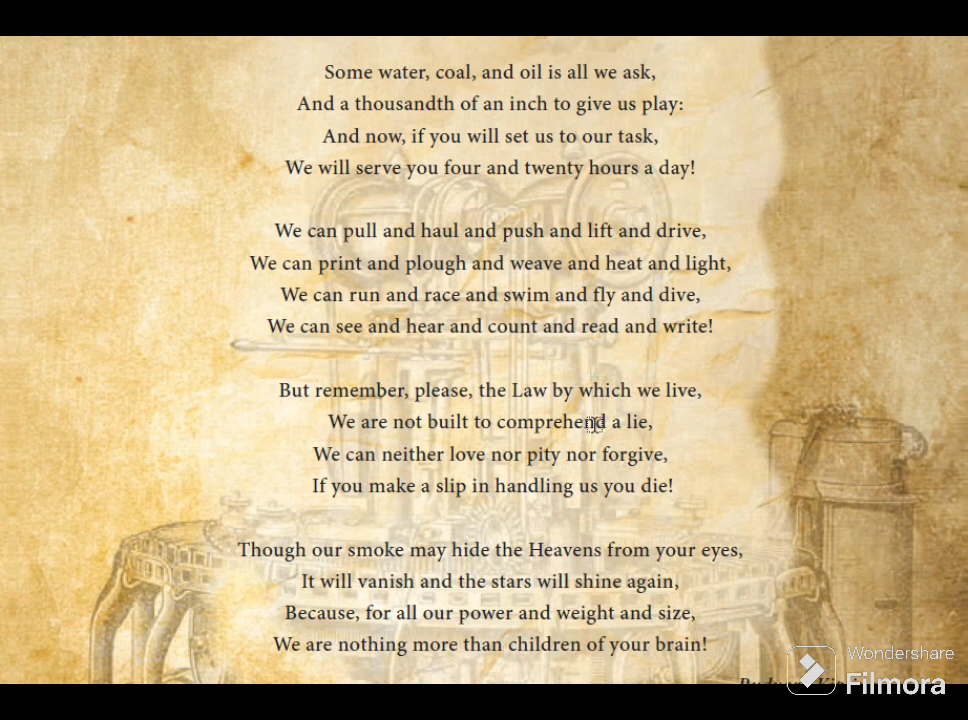 Some water, coal, and oil is all we ask,
And a thousandth of an inch to give us play:
And now, if you will set us to our task,
We will serve you four and twenty hours a day!
We can pull and haul and push and lift and drive,
We can print and plough and weave and heat and light,
We can run and race and swim and fly and dive,
We can see and hear and count and read and write!
But remember, please, the Law by which we live,
We are not built to comprehend a lie,
We can neither love nor pity nor forgive,
If you make a slip in handling us you die!
Though our smoke may hide the Heavens from your eyes,
It will vanish and the stars will shine again,
Because, for all our power and weight and size,
We are nothing more than children of your brain!
Wondershare
Filmora